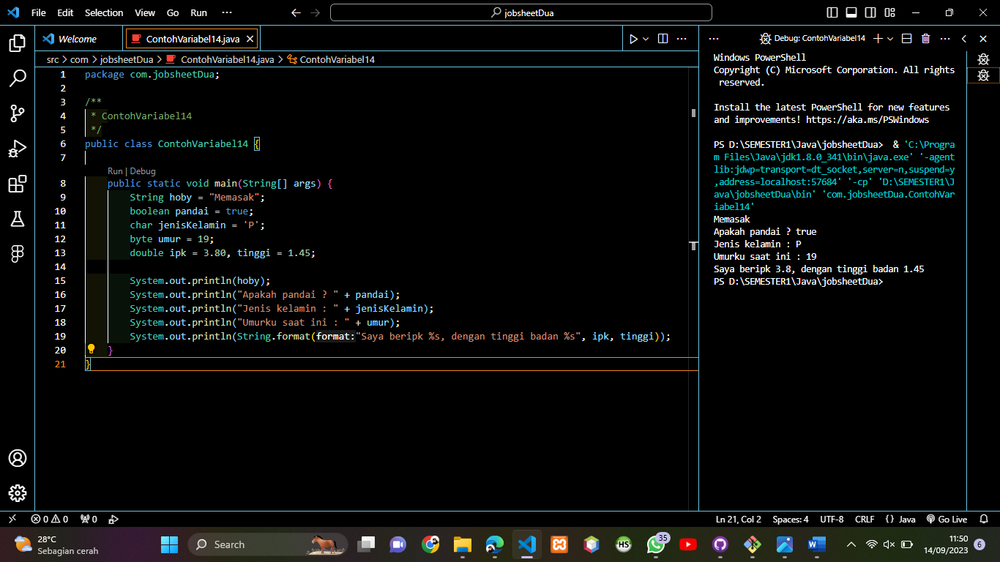 File Edit Selection View Go Run ··· jobsheetDua
Welcome ContohVariabel14.java
src > com > jobsheetDua > ContohVariabel14.java > ContohVariabel14
1 package com.jobsheetDua;
2
3 /**
4 * ContohVariabel14
5 */
6 public class ContohVariabel14 {
7
Run | Debug
8 public static void main(String[] args) {
9 String hoby = "Memasak";
10 boolean pandai = true;
11 char jenisKelamin = 'P';
12 byte umur = 19;
13 double ipk = 3.80, tinggi = 1.45;
14
15 System.out.println(hoby);
16 System.out.println("Apakah pandai ? " + pandai);
17 System.out.println("Jenis kelamin : " + jenisKelamin);
18 System.out.println("Umurku saat ini : " + umur);
19 System.out.println(String.format(format:"Saya beripk %s, dengan tinggi badan %s", ipk, tinggi));
20 }
21 }
Debug: ContohVariabel14
Windows PowerShell
Copyright (C) Microsoft Corporation. All rights
reserved.
Install the latest PowerShell for new features
and improvements! https://aka.ms/PSWindows
PS D:\SEMESTER1\Java\jobsheetDua> & 'C:\Progra
m Files\Java\jdk1.8.0_341\bin\java.exe' '-agent
lib:jdwp=transport=dt_socket,server=n,suspend=y
,address=localhost:57684' '-cp' 'D:\SEMESTER1\J
ava\jobsheetDua\bin' 'com.jobsheetDua.ContohVar
iabel14'
Memasak
Apakah pandai ? true
Jenis kelamin : P
Umurku saat ini : 19
Saya beripk 3.8, dengan tinggi badan 1.45
PS D:\SEMESTER1\Java\jobsheetDua>
0 0 0 Ln 21, Col 2 Spaces: 4 UTF-8 CRLF {} Java Go Live
28°C
Sebagian cerah
Search
HS
35
11:50
14/09/2023
6